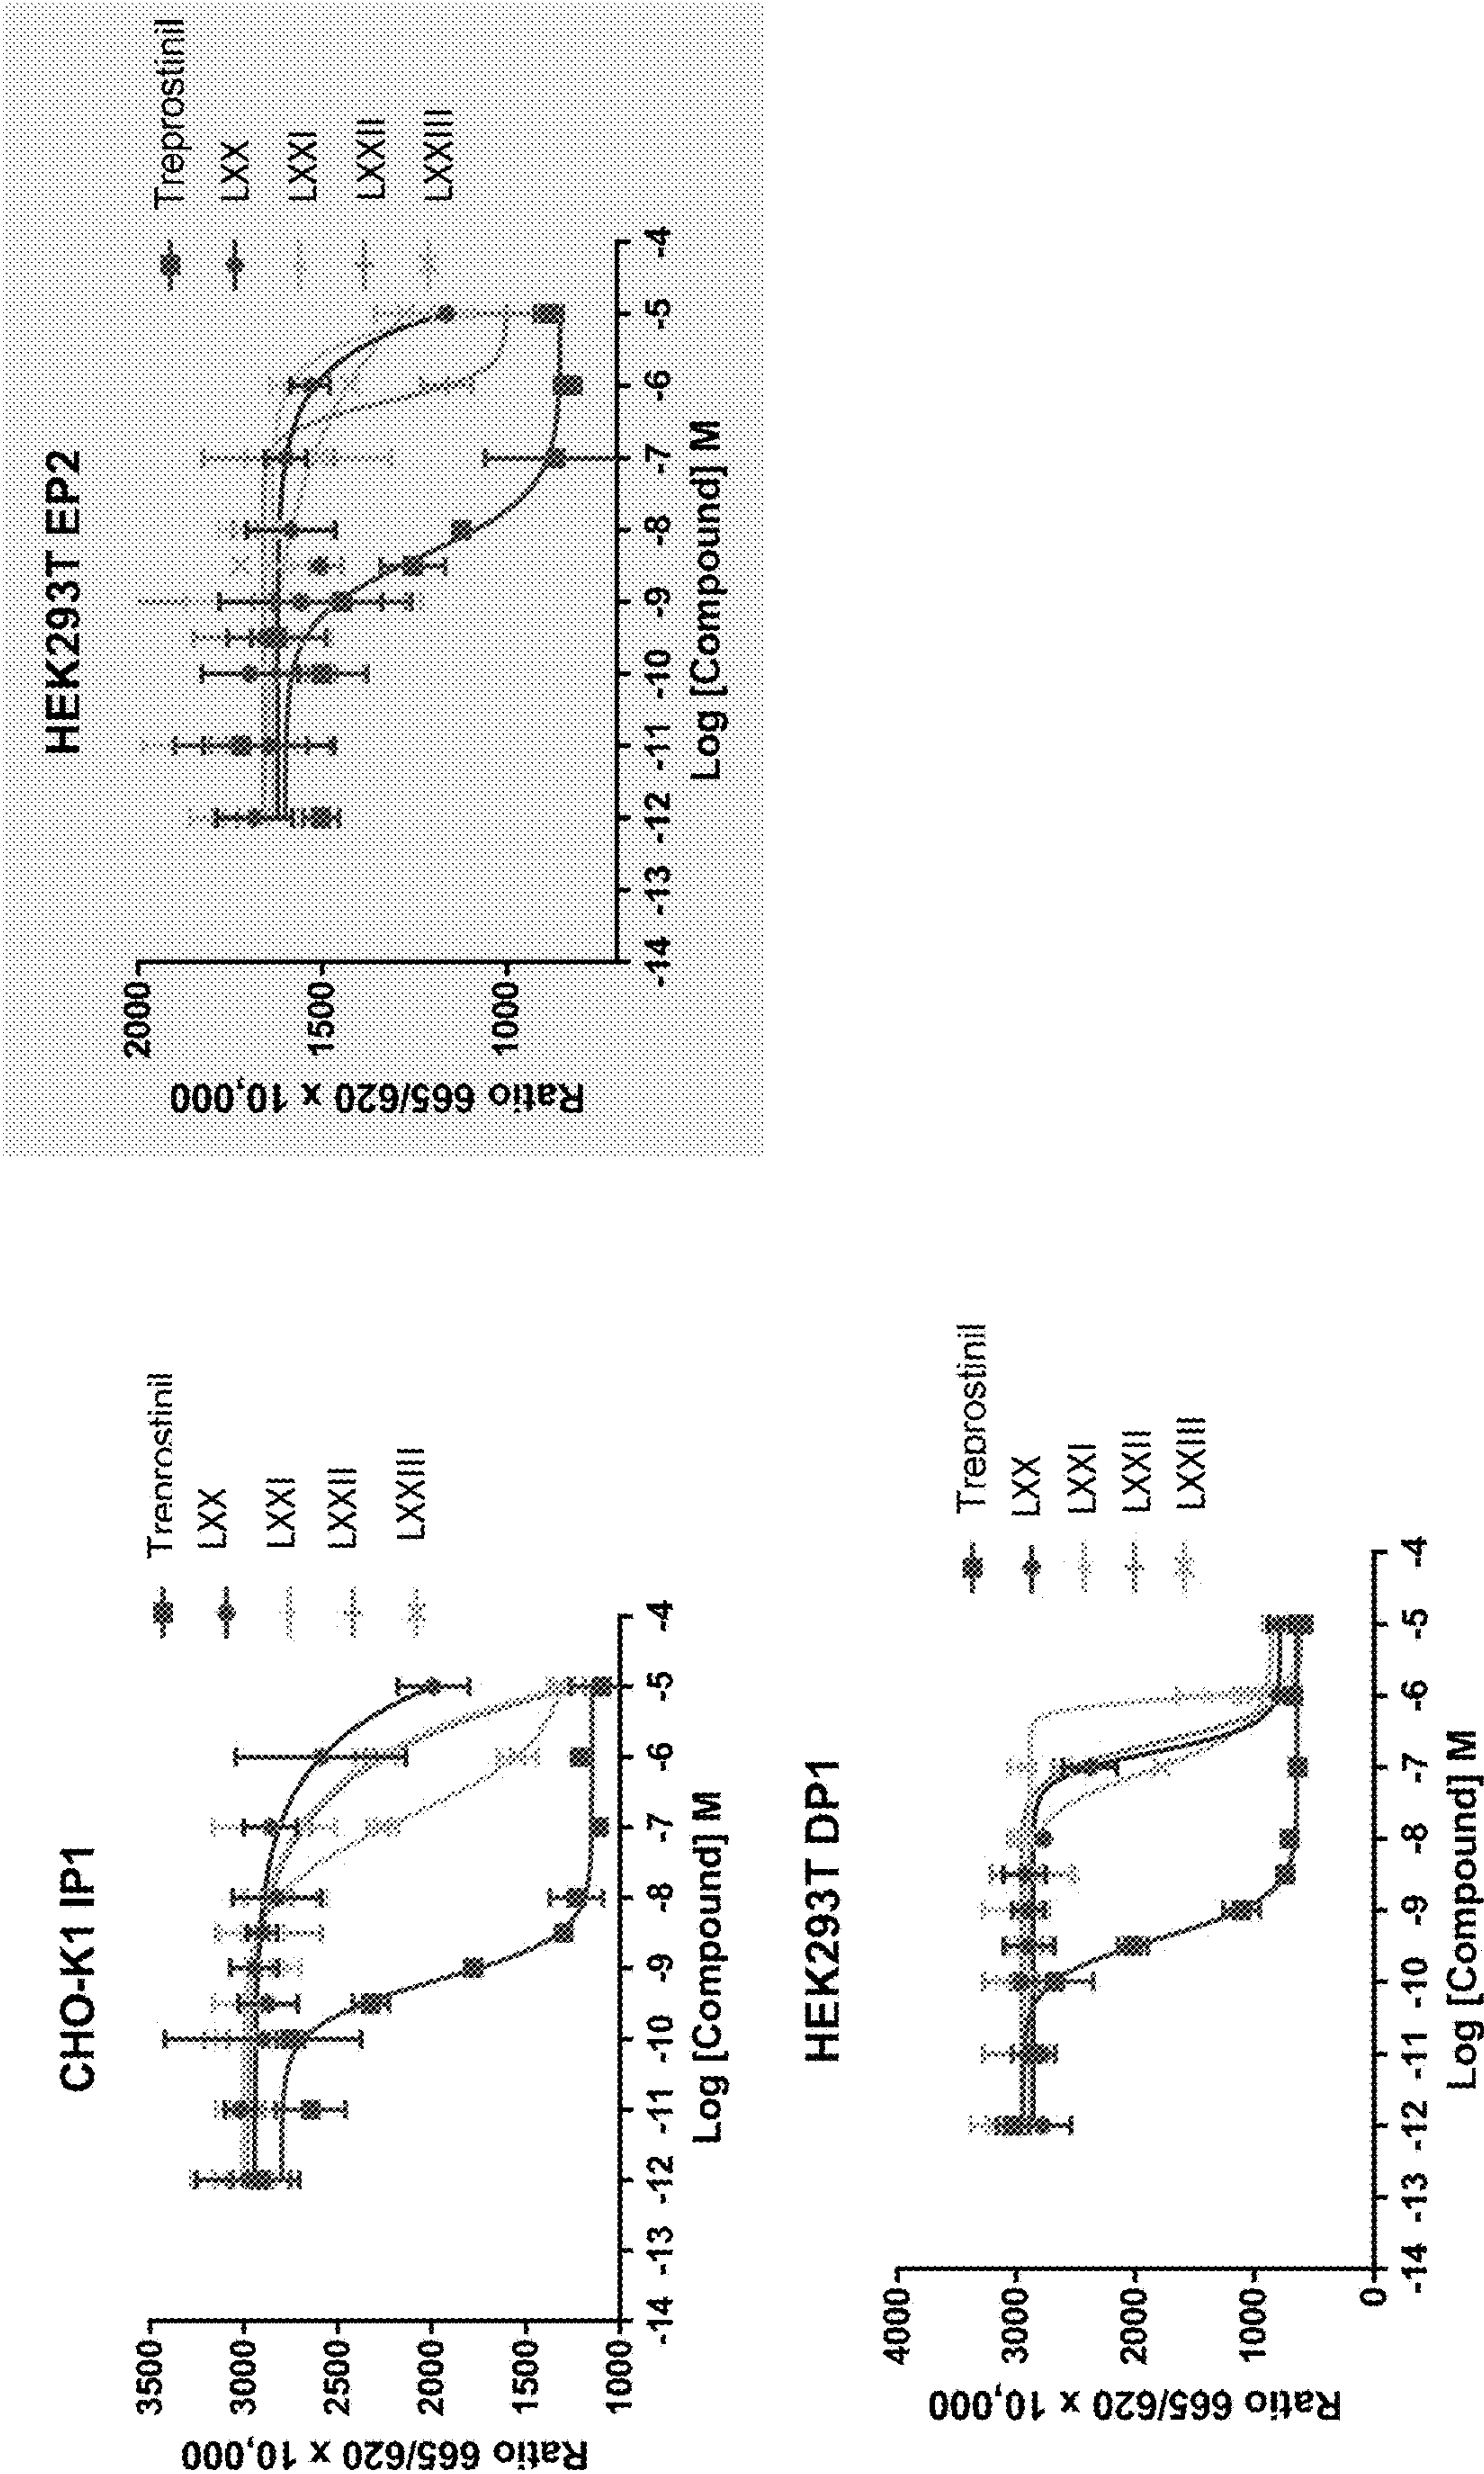 CHO-K1 IP1
3500
3000
2500
2000
1500
1000
Ratio 665/620 x 10,000
-14 -13 -12 -11 -10 -9 -8 -7 -6 -5 -4
Log [Compound] M
Treprostinil
LXX
LXXI
LXXII
LXXIII
HEK293T EP2
2000
1500
1000
Ratio 665/620 x 10,000
-14 -13 -12 -11 -10 -9 -8 -7 -6 -5 -4
Log [Compound] M
Treprostinil
LXX
LXXI
LXXII
LXXIII
HEK293T DP1
4000
3000
2000
1000
0
Ratio 665/620 x 10,000
-14 -13 -12 -11 -10 -9 -8 -7 -6 -5 -4
Log [Compound] M
Treprostinil
LXX
LXXI
LXXII
LXXIII